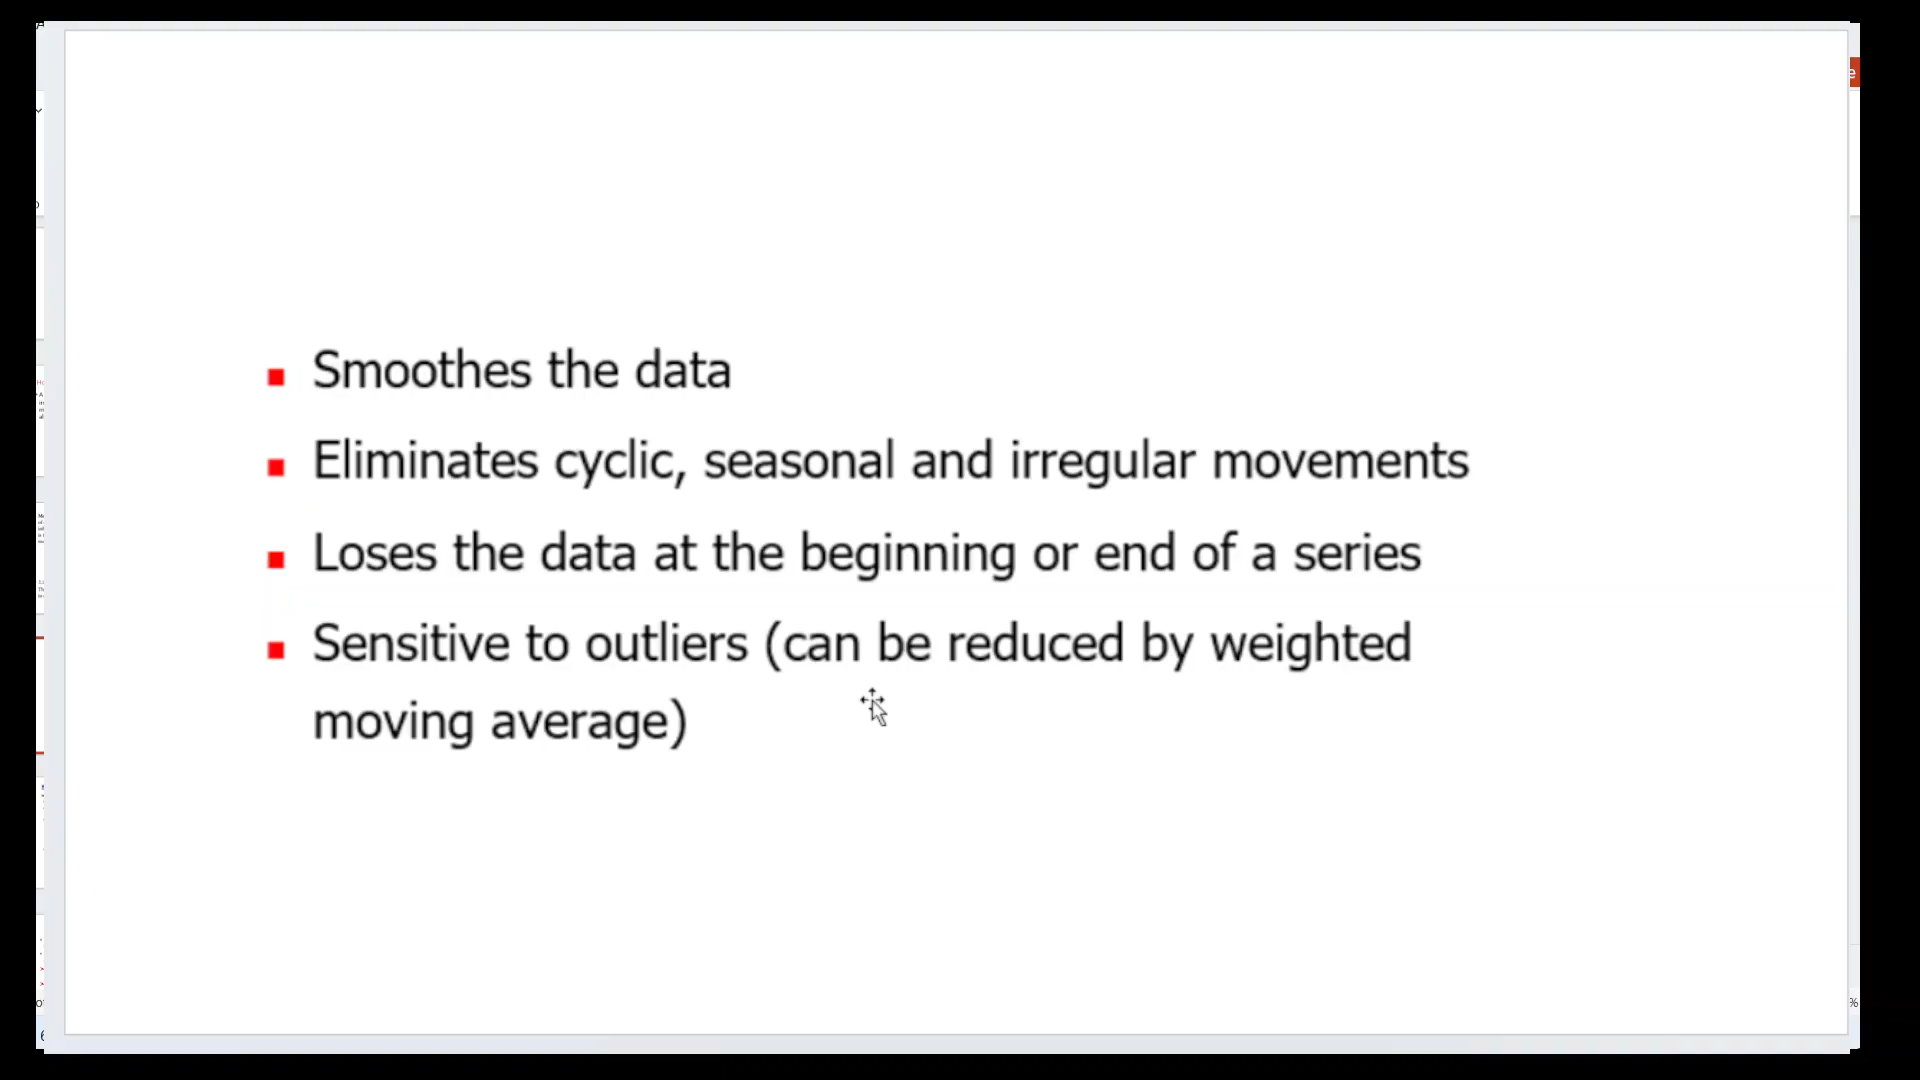 Smoothes the data
Eliminates cyclic, seasonal and irregular movements
Loses the data at the beginning or end of a series
Sensitive to outliers (can be reduced by weighted
moving average)